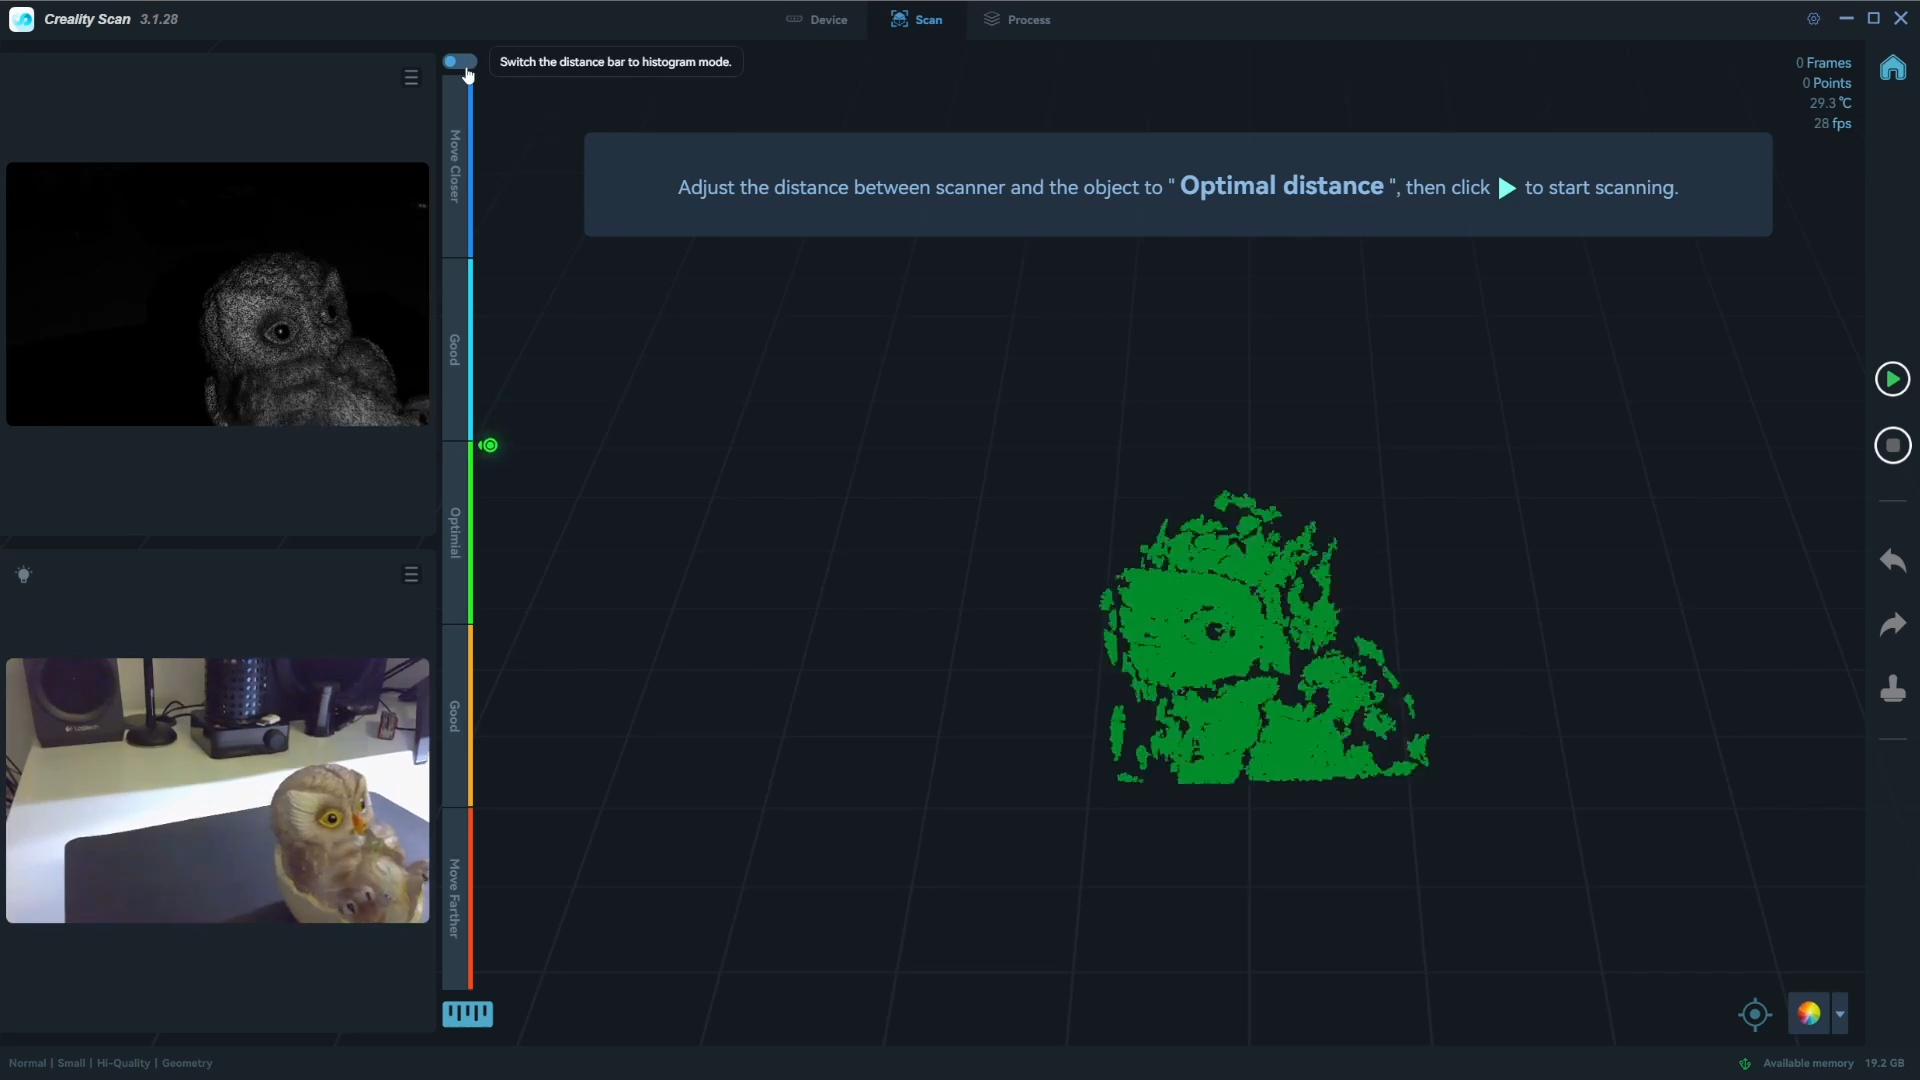 Creality Scan 3.1.28
Device
Scan
Process
Switch the distance bar to histogram mode.
0 Frames
0 Points
29.3 ℃
28 fps
Adjust the distance between scanner and the object to " Optimal distance ", then click ▶ to start scanning.
Move Closer
Good
Optimial
Good
Move Farther
Logitech
Normal | Small | Hi-Quality | Geometry
Available memory 19.2 GB